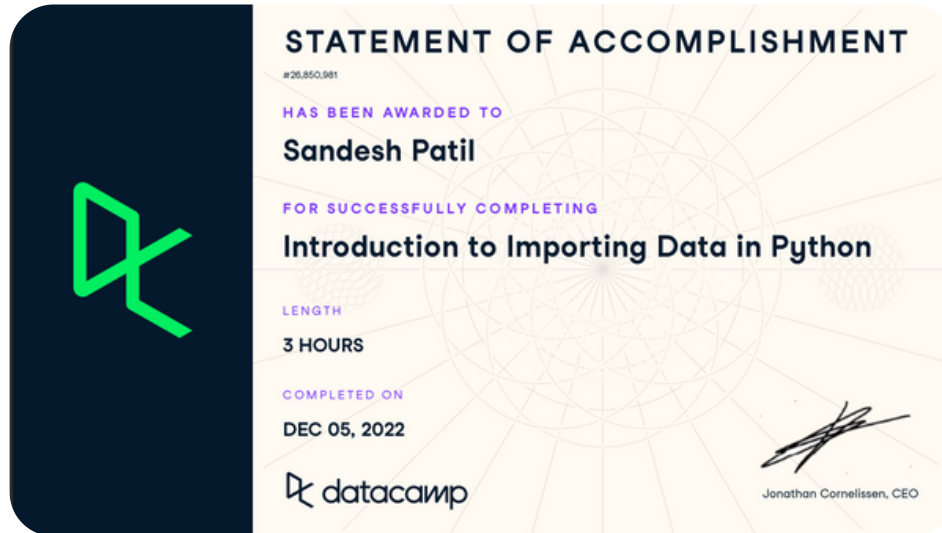 STATEMENT OF ACCOMPLISHMENT
#26,850,981
HAS BEEN AWARDED TO
Sandesh Patil
FOR SUCCESSFULLY COMPLETING
Introduction to Importing Data in Python
LENGTH
3 HOURS
COMPLETED ON
DEC 05, 2022
datacamp
Jonathan Cornelissen, CEO